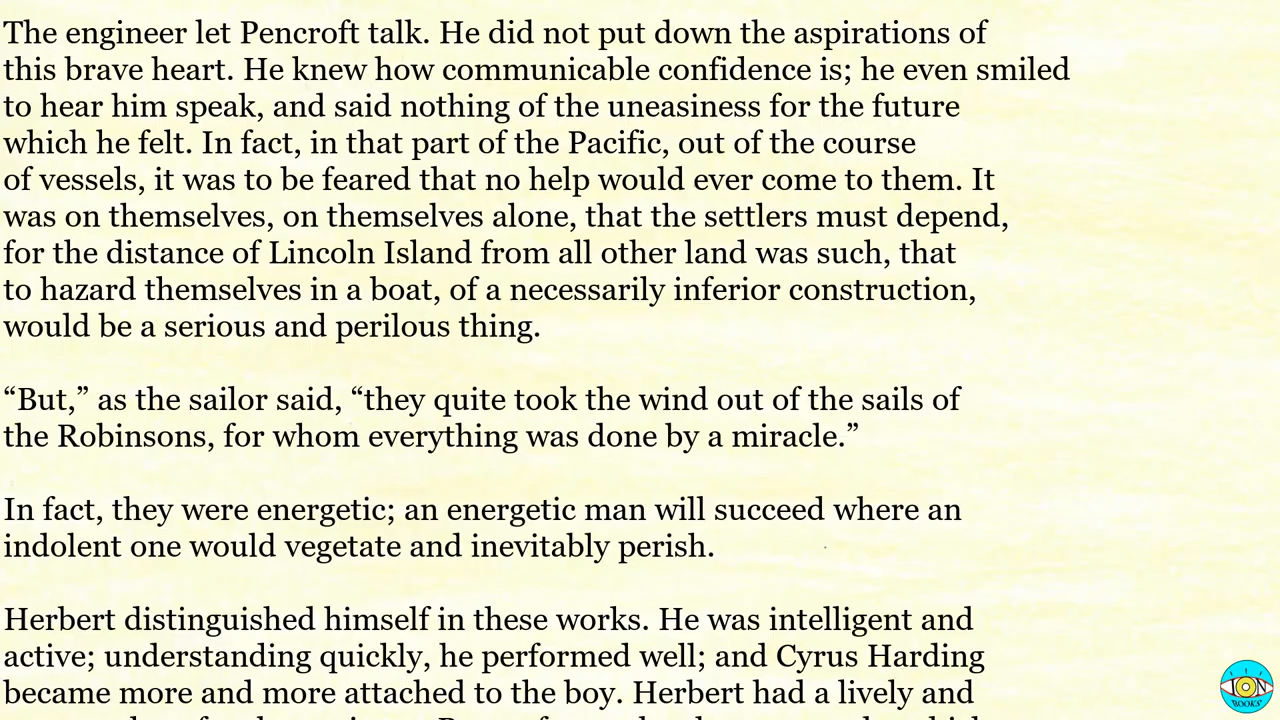 The engineer let Pencroft talk. He did not put down the aspirations of
this brave heart. He knew how communicable confidence is; he even smiled
to hear him speak, and said nothing of the uneasiness for the future
which he felt. In fact, in that part of the Pacific, out of the course
of vessels, it was to be feared that no help would ever come to them. It
was on themselves, on themselves alone, that the settlers must depend,
for the distance of Lincoln Island from all other land was such, that
to hazard themselves in a boat, of a necessarily inferior construction,
would be a serious and perilous thing.
“But,” as the sailor said, “they quite took the wind out of the sails of
the Robinsons, for whom everything was done by a miracle.”
In fact, they were energetic; an energetic man will succeed where an
indolent one would vegetate and inevitably perish.
Herbert distinguished himself in these works. He was intelligent and
active; understanding quickly, he performed well; and Cyrus Harding
became more and more attached to the boy. Herbert had a lively and
ION
BOOKS